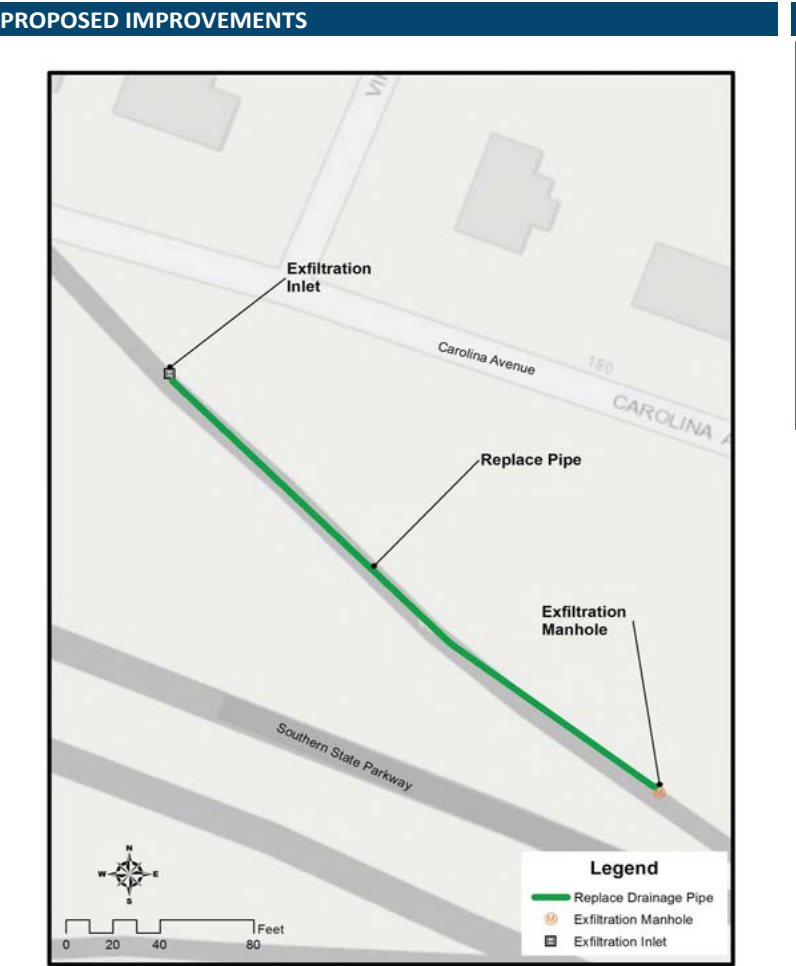 PROPOSED IMPROVEMENTS
Exfiltration
Inlet
Carolina Avenue
180
CAROLINA
Replace Pipe
Exfiltration
Manhole
Southern State Parkway
N
W E
S
Feet
0 20 40 80
Legend
Replace Drainage Pipe
M Exfiltration Manhole
Exfiltration Inlet
M